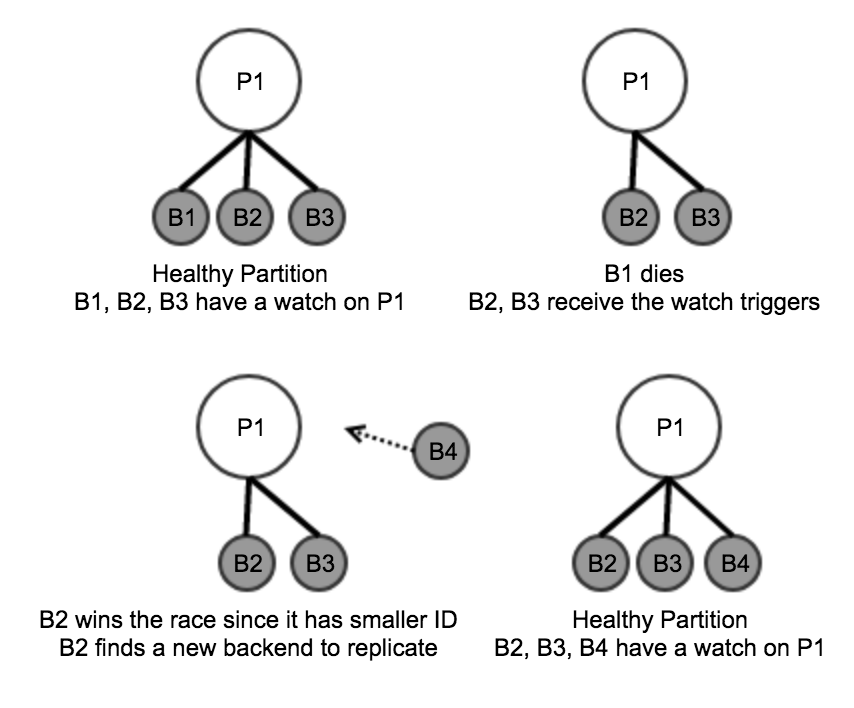 P1
B1 B2 B3
Healthy Partition
B1, B2, B3 have a watch on P1
P1
B2 B3
B1 dies
B2, B3 receive the watch triggers
P1
B4
B2 B3
B2 wins the race since it has smaller ID
B2 finds a new backend to replicate
P1
B2 B3 B4
Healthy Partition
B2, B3, B4 have a watch on P1